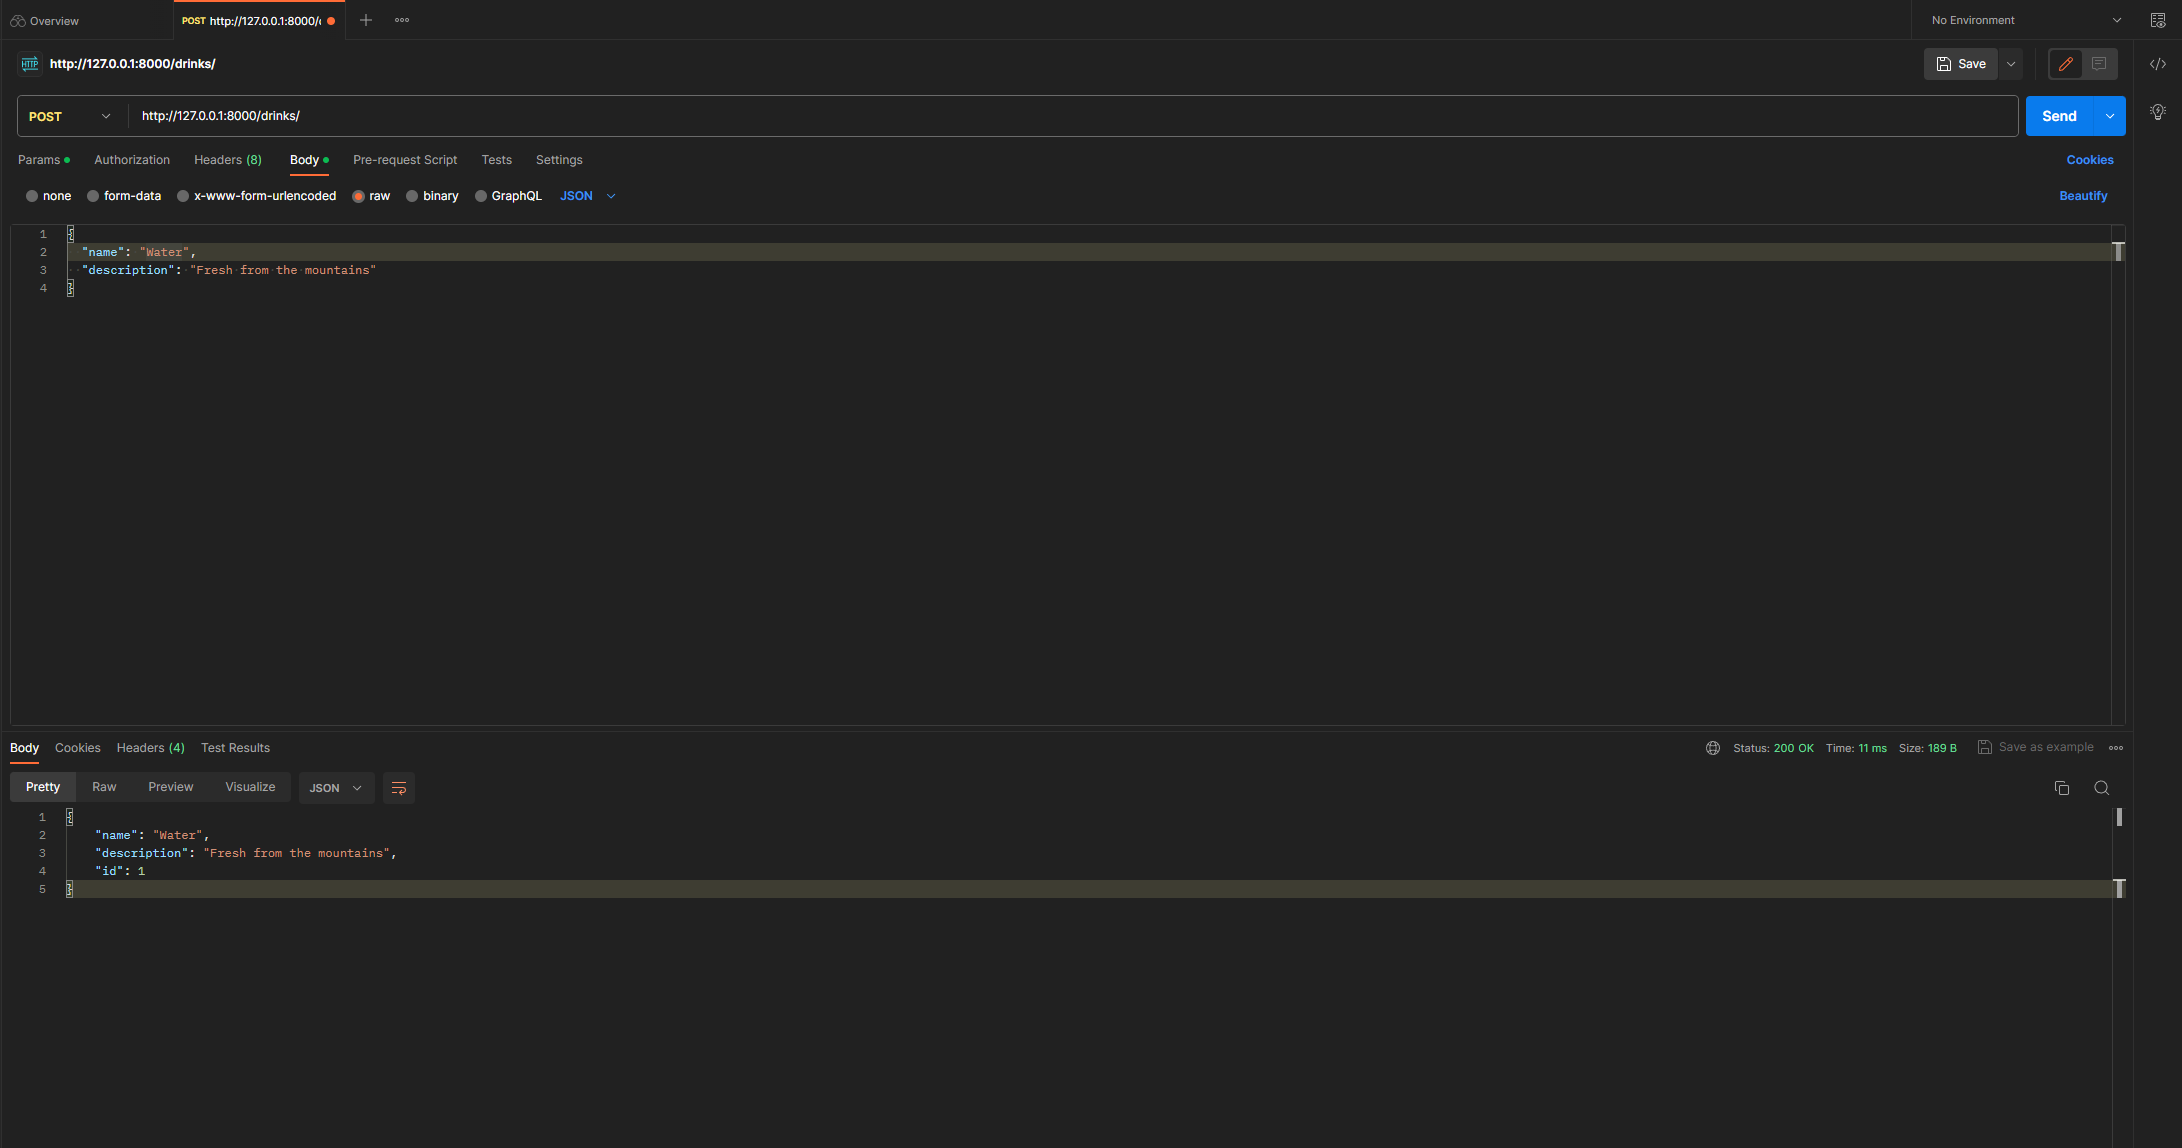 Overview
POST http://127.0.0.1:8000/
No Environment
HTTP http://127.0.0.1:8000/drinks/
Save
POST http://127.0.0.1:8000/drinks/
Send
Params Authorization Headers (8) Body Pre-request Script Tests Settings Cookies
none form-data x-www-form-urlencoded raw binary GraphQL JSON Beautify
1 {
2 "name": "Water",
3 "description": "Fresh from the mountains"
4 }
Body Cookies Headers (4) Test Results
Status: 200 OK Time: 11 ms Size: 189 B Save as example
Pretty Raw Preview Visualize JSON
1 {
2 "name": "Water",
3 "description": "Fresh from the mountains",
4 "id": 1
5 }